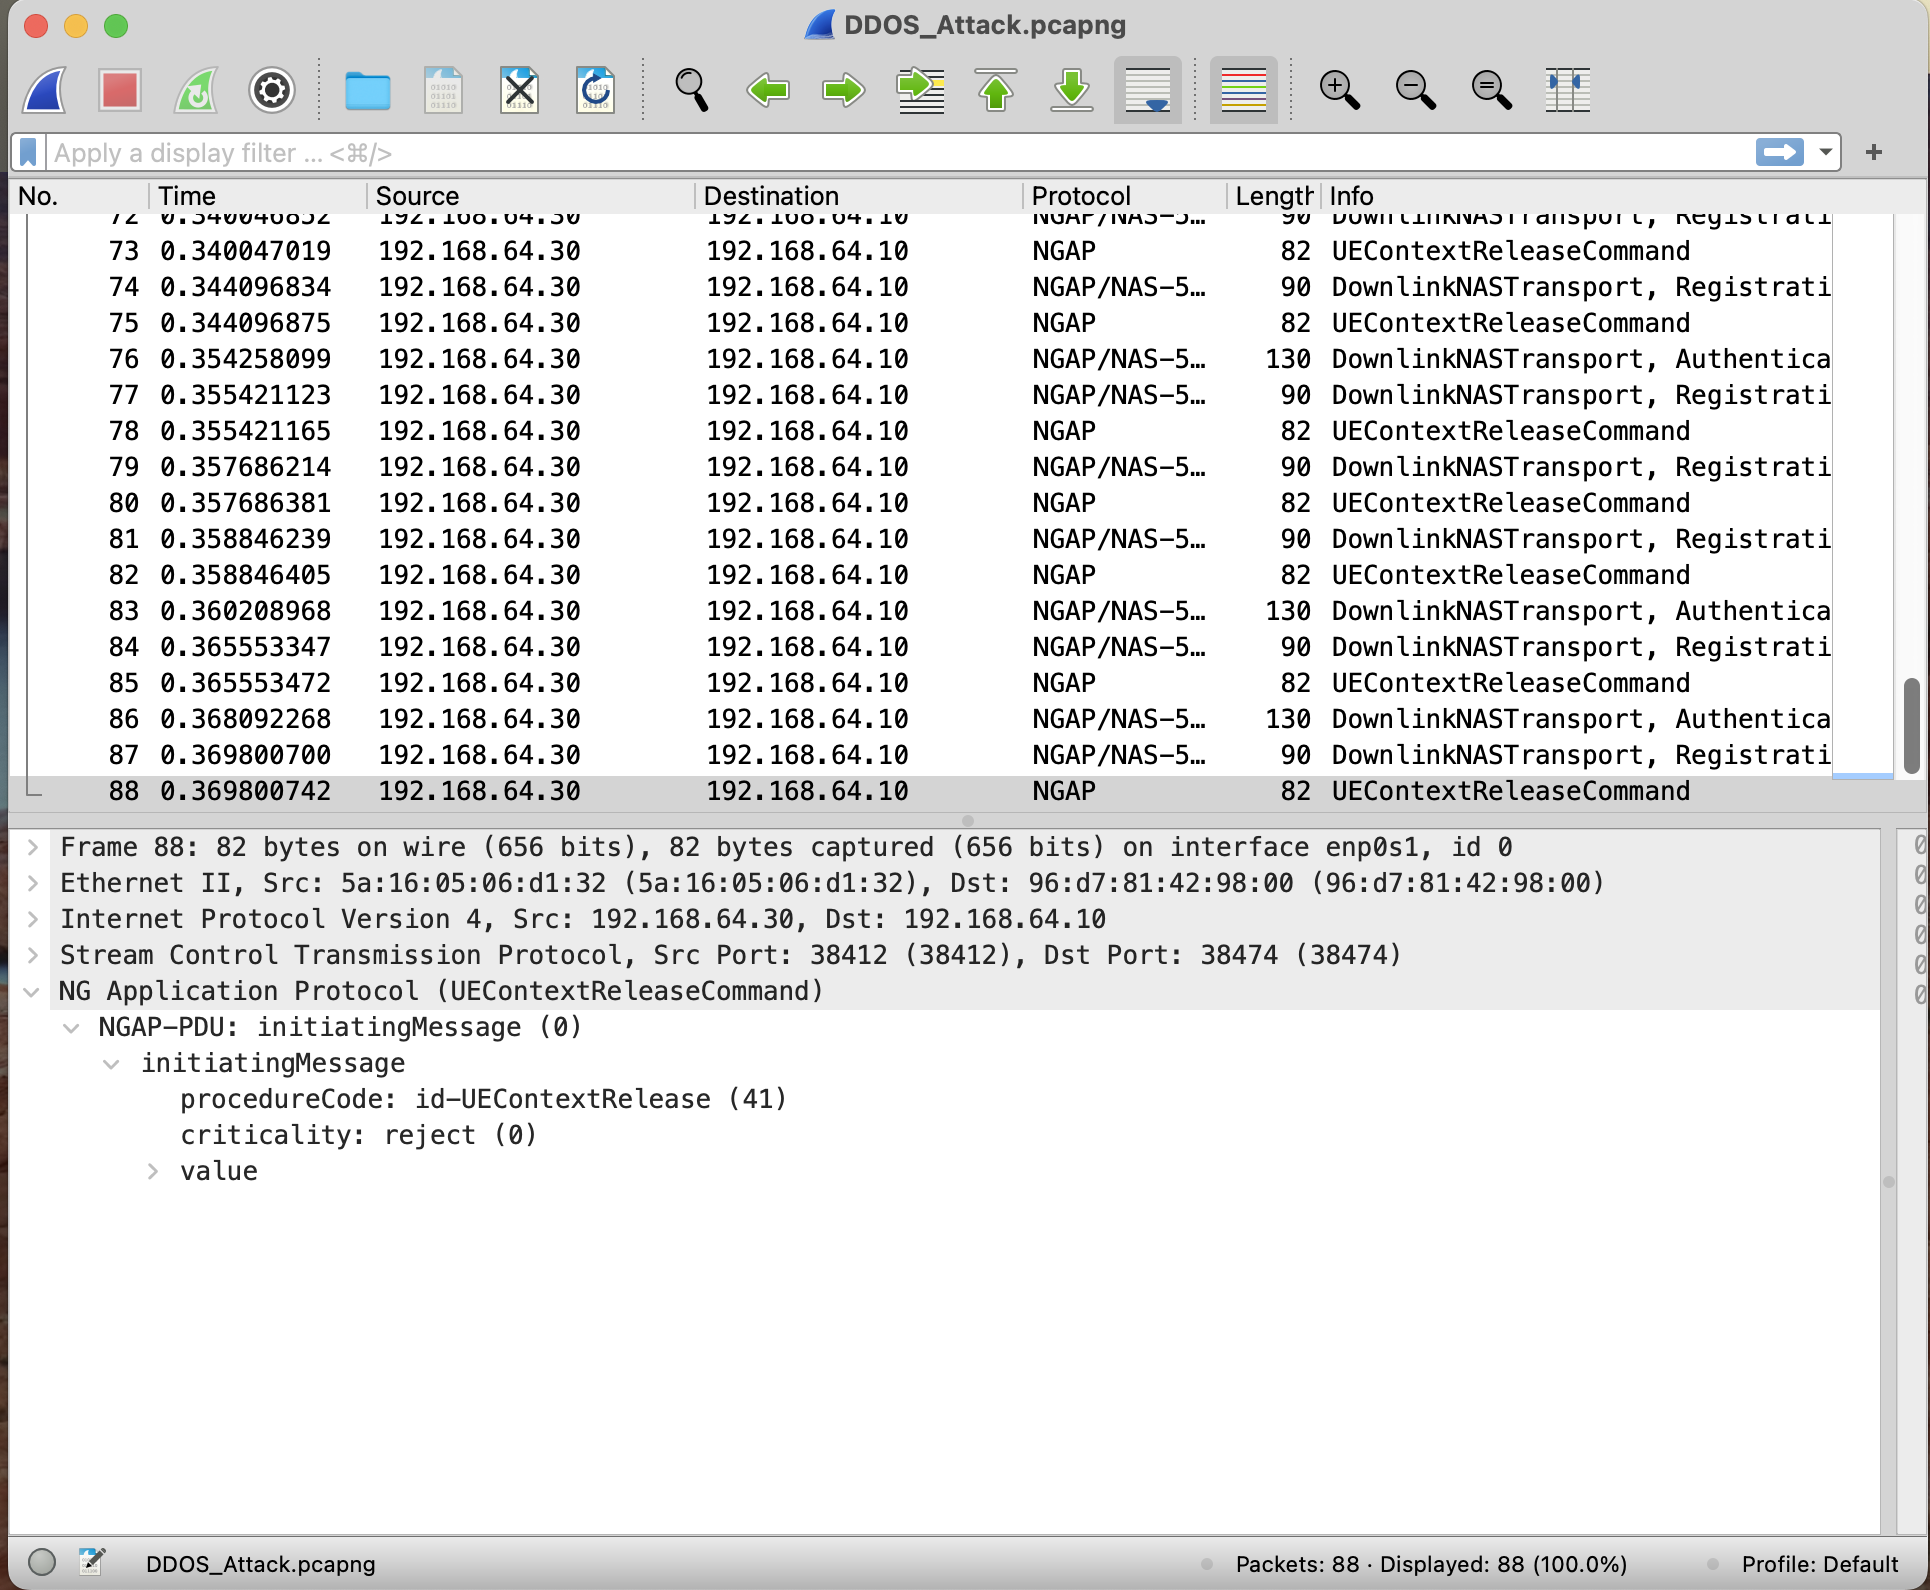 DDOS_Attack.pcapng
Apply a display filter ... <⌘/>
No. Time Source Destination Protocol Length Info
72 0.340046852 192.168.64.30 192.168.64.10 NGAP/NAS-5… 90 DownlinkNASTransport, Registrati
73 0.340047019 192.168.64.30 192.168.64.10 NGAP 82 UEContextReleaseCommand
74 0.344096834 192.168.64.30 192.168.64.10 NGAP/NAS-5… 90 DownlinkNASTransport, Registrati
75 0.344096875 192.168.64.30 192.168.64.10 NGAP 82 UEContextReleaseCommand
76 0.354258099 192.168.64.30 192.168.64.10 NGAP/NAS-5… 130 DownlinkNASTransport, Authentica
77 0.355421123 192.168.64.30 192.168.64.10 NGAP/NAS-5… 90 DownlinkNASTransport, Registrati
78 0.355421165 192.168.64.30 192.168.64.10 NGAP 82 UEContextReleaseCommand
79 0.357686214 192.168.64.30 192.168.64.10 NGAP/NAS-5… 90 DownlinkNASTransport, Registrati
80 0.357686381 192.168.64.30 192.168.64.10 NGAP 82 UEContextReleaseCommand
81 0.358846239 192.168.64.30 192.168.64.10 NGAP/NAS-5… 90 DownlinkNASTransport, Registrati
82 0.358846405 192.168.64.30 192.168.64.10 NGAP 82 UEContextReleaseCommand
83 0.360208968 192.168.64.30 192.168.64.10 NGAP/NAS-5… 130 DownlinkNASTransport, Authentica
84 0.365553347 192.168.64.30 192.168.64.10 NGAP/NAS-5… 90 DownlinkNASTransport, Registrati
85 0.365553472 192.168.64.30 192.168.64.10 NGAP 82 UEContextReleaseCommand
86 0.368092268 192.168.64.30 192.168.64.10 NGAP/NAS-5… 130 DownlinkNASTransport, Authentica
87 0.369800700 192.168.64.30 192.168.64.10 NGAP/NAS-5… 90 DownlinkNASTransport, Registrati
88 0.369800742 192.168.64.30 192.168.64.10 NGAP 82 UEContextReleaseCommand
Frame 88: 82 bytes on wire (656 bits), 82 bytes captured (656 bits) on interface enp0s1, id 0
Ethernet II, Src: 5a:16:05:06:d1:32 (5a:16:05:06:d1:32), Dst: 96:d7:81:42:98:00 (96:d7:81:42:98:00)
Internet Protocol Version 4, Src: 192.168.64.30, Dst: 192.168.64.10
Stream Control Transmission Protocol, Src Port: 38412 (38412), Dst Port: 38474 (38474)
NG Application Protocol (UEContextReleaseCommand)
NGAP-PDU: initiatingMessage (0)
initiatingMessage
procedureCode: id-UEContextRelease (41)
criticality: reject (0)
value
DDOS_Attack.pcapng
Packets: 88 · Displayed: 88 (100.0%)
Profile: Default